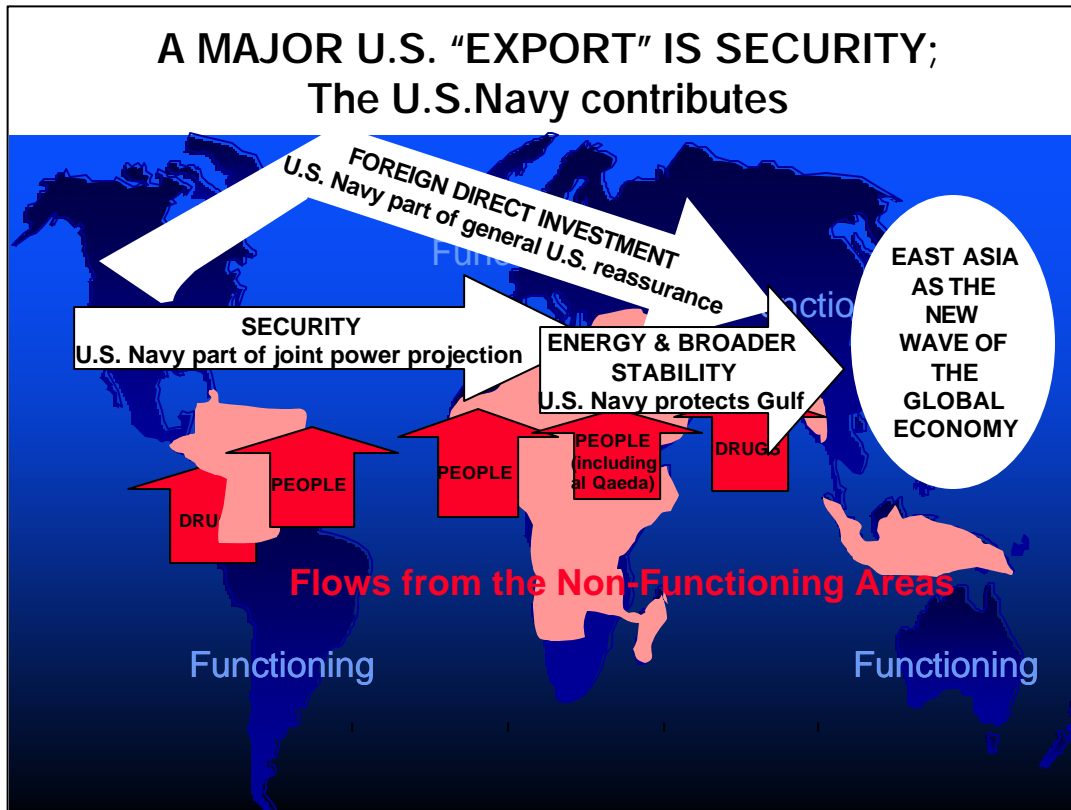 A MAJOR U.S. “EXPORT” IS SECURITY;
The U.S.Navy contributes
FOREIGN DIRECT INVESTMENT
U.S. Navy part of general U.S. reassurance
SECURITY
U.S. Navy part of joint power projection
ENERGY & BROADER
STABILITY
U.S. Navy protects Gulf
EAST ASIA
AS THE
NEW
WAVE OF
THE
GLOBAL
ECONOMY
DRU
PEOPLE
PEOPLE
PEOPLE
(including
al Qaeda)
DRUGS
Flows from the Non-Functioning Areas
Functioning
Functioning